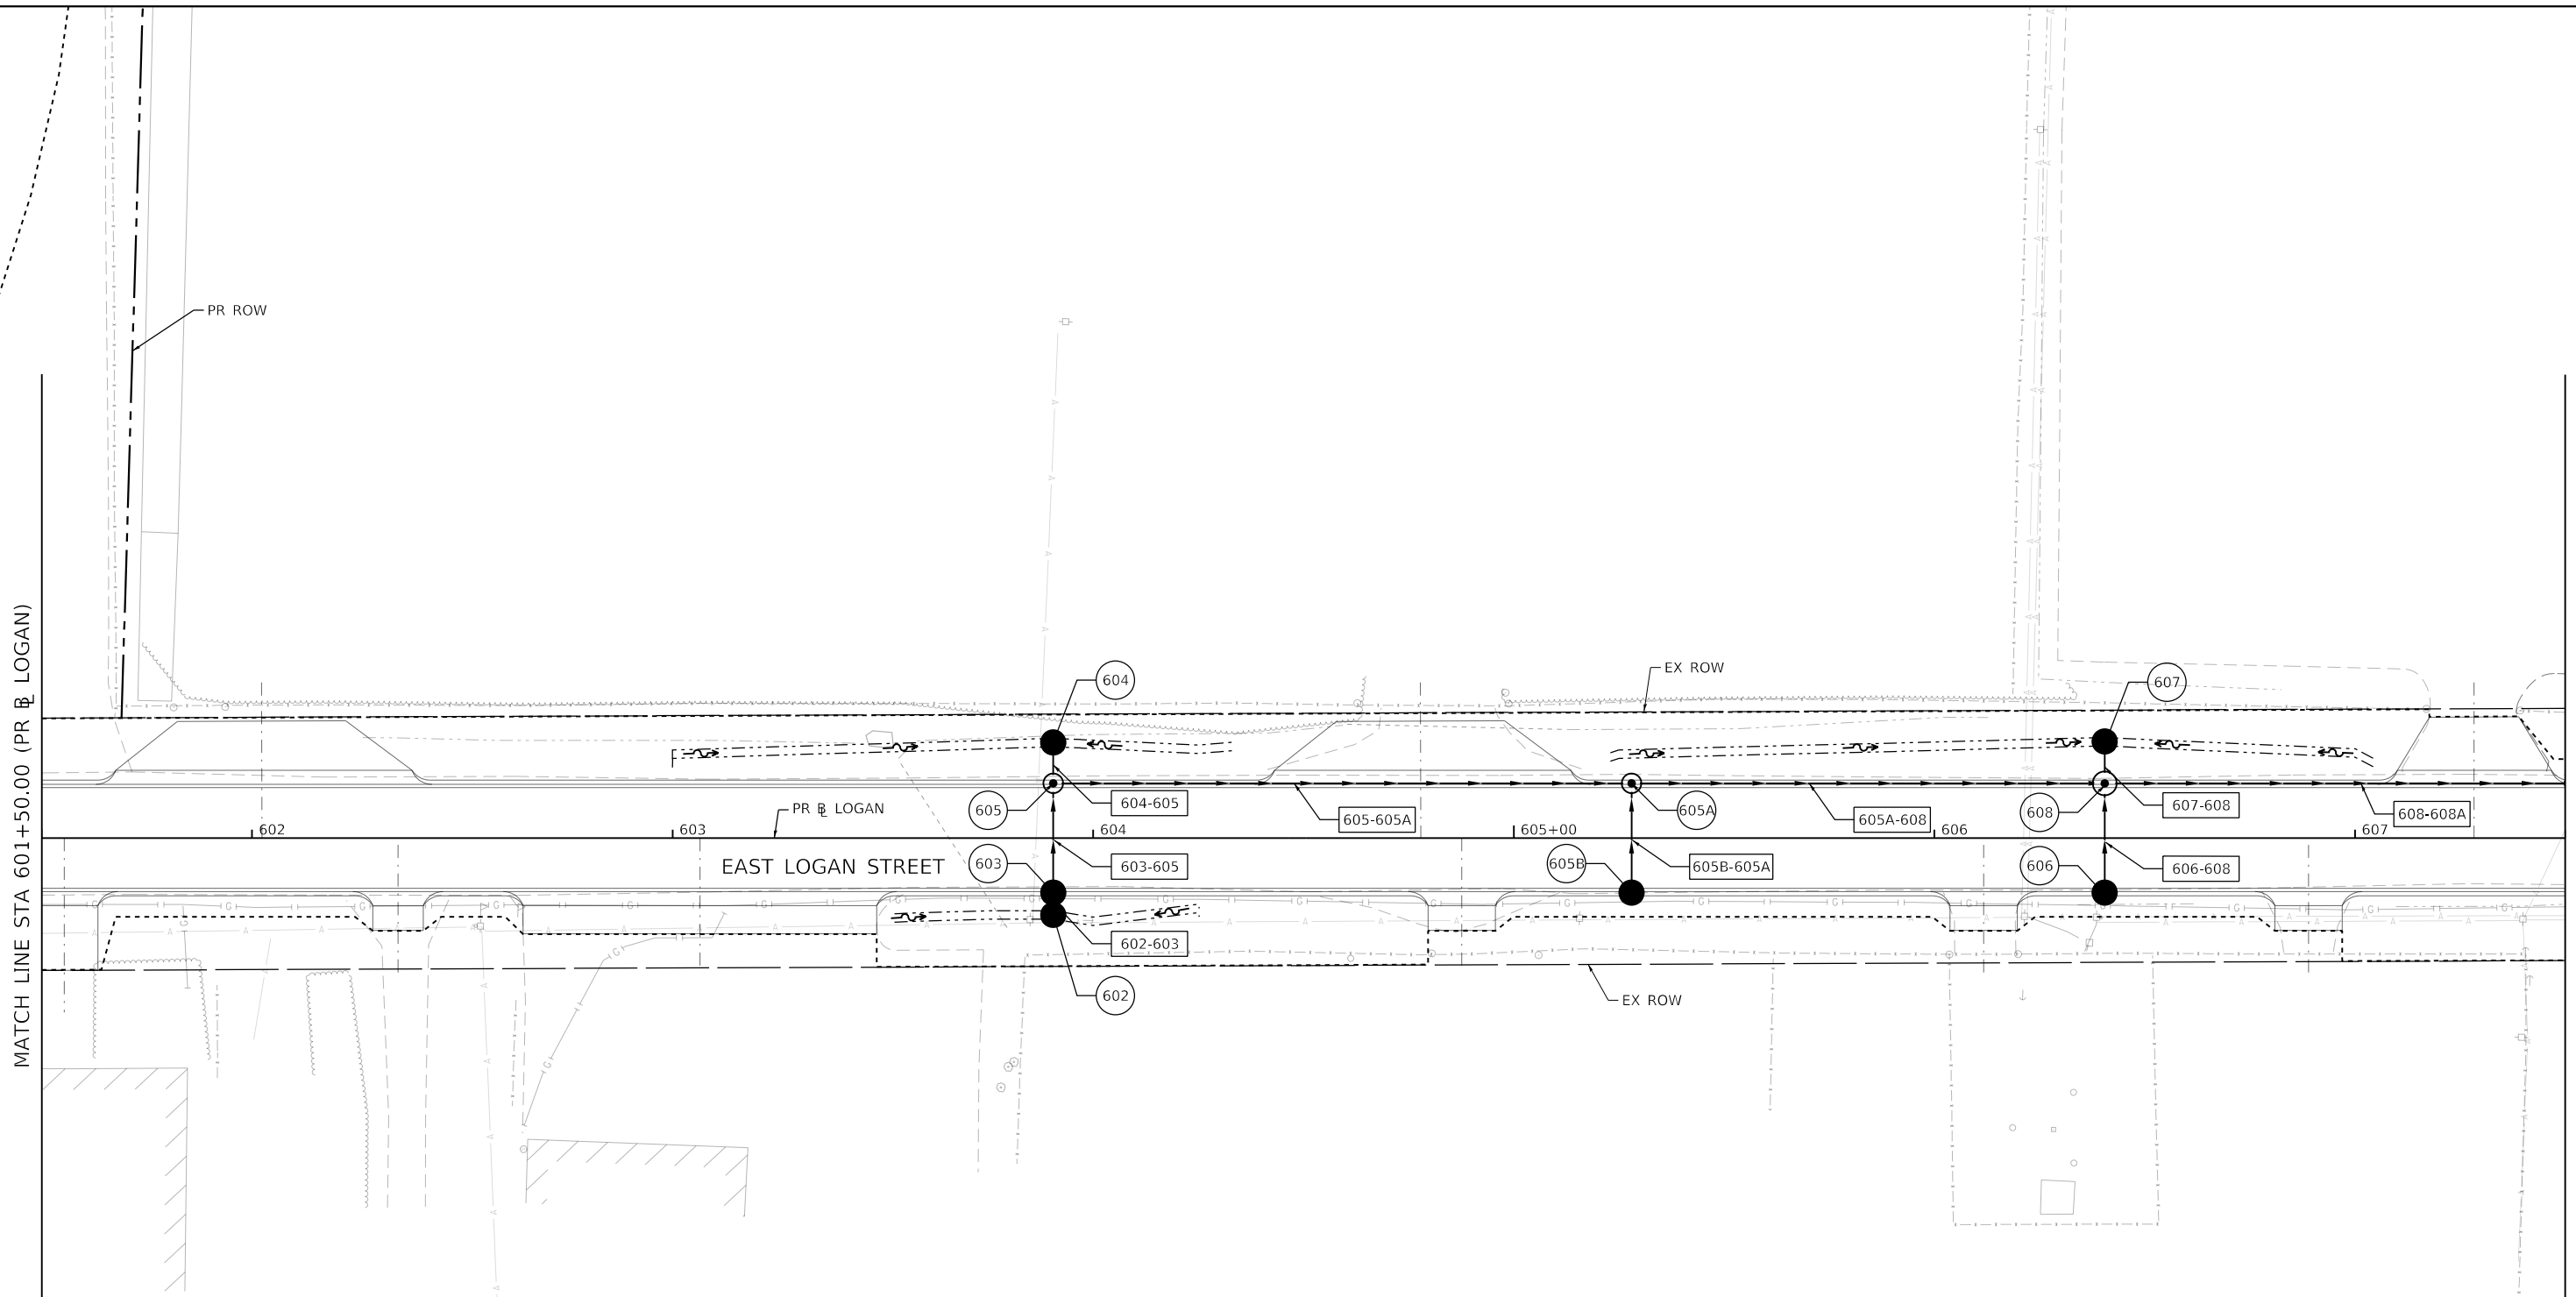 PR ROW
MATCH LINE STA 601+50.00 (PR ⅊ LOGAN)
604
EX ROW
607
605
604-605
PR ⅊ LOGAN
605-605A
605A
605A-608
608
607-608
608-608A
602
603
604
605+00
606
607
EAST LOGAN STREET
603
603-605
605B
605B-605A
606
606-608
602-603
602
EX ROW